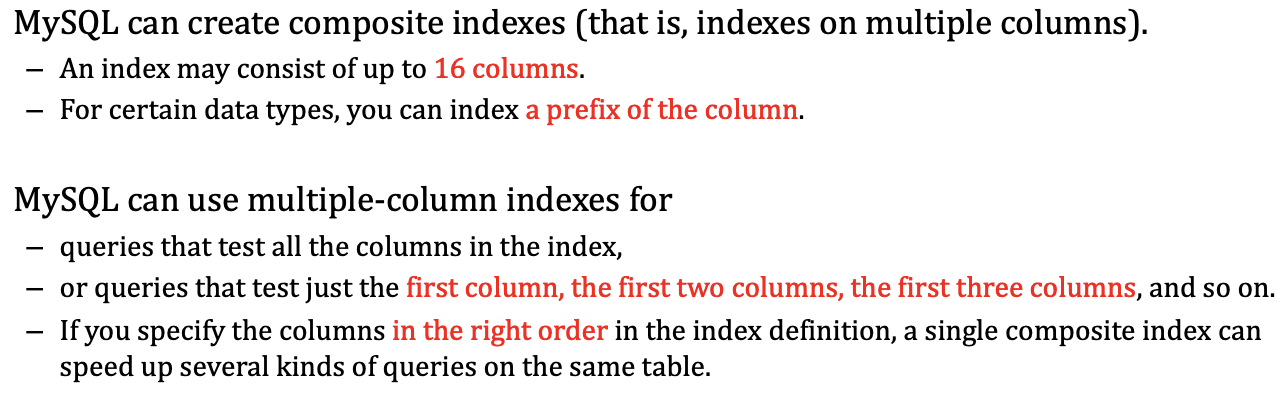 MySQL can create composite indexes (that is, indexes on multiple columns).
– An index may consist of up to 16 columns.
– For certain data types, you can index a prefix of the column.
MySQL can use multiple-column indexes for
– queries that test all the columns in the index,
– or queries that test just the first column, the first two columns, the first three columns, and so on.
– If you specify the columns in the right order in the index definition, a single composite index can
speed up several kinds of queries on the same table.